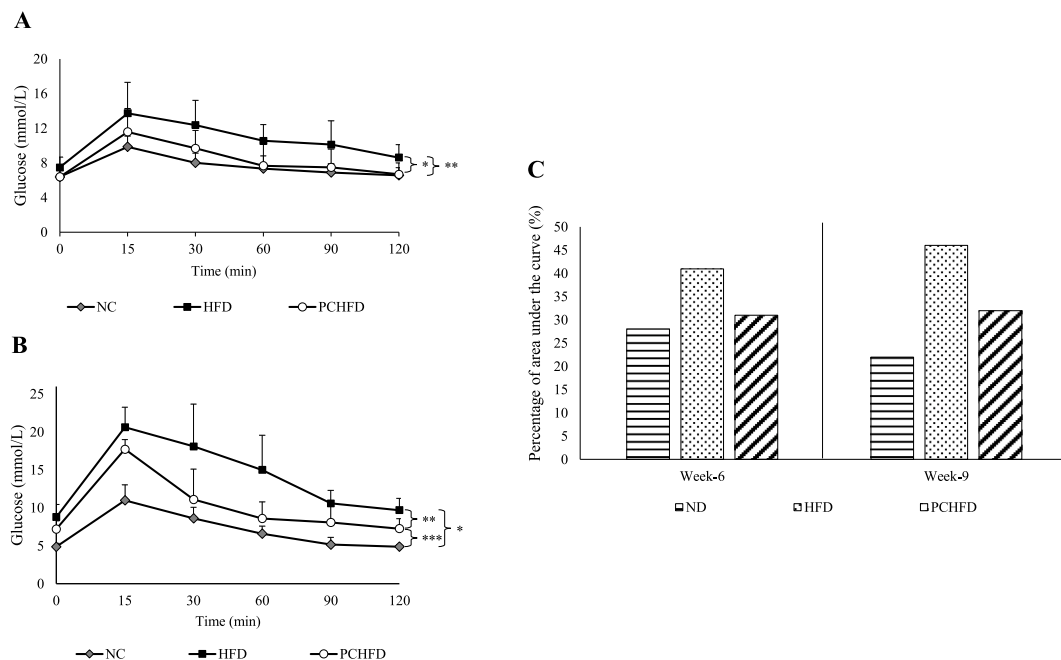 A
Glucose (mmol/L)
20
16
12
8
4
0
0 15 30 60 90 120
Time (min)
* **
NC HFD PCHFD
B
Glucose (mmol/L)
25
20
15
10
5
0
0 15 30 60 90 120
Time (min)
**
***
*
NC HFD PCHFD
C
Percentage of area under the curve (%)
50
45
40
35
30
25
20
15
10
5
0
Week-6 Week-9
ND HFD PCHFD